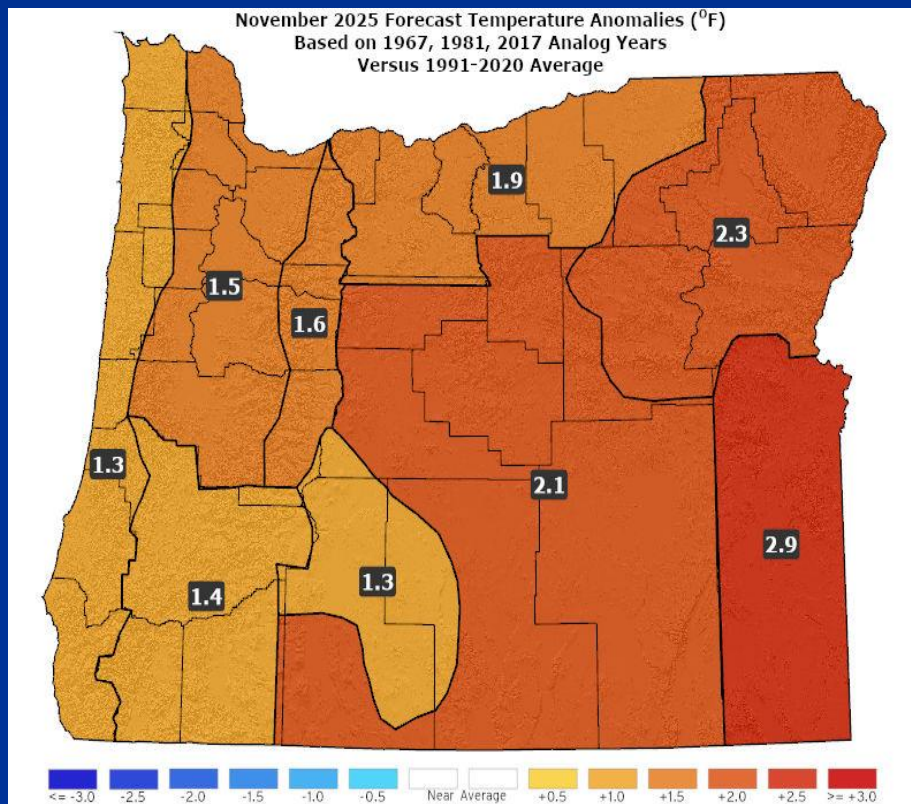 November 2025 Forecast Temperature Anomalies (⁰F)
Based on 1967, 1981, 2017 Analog Years
Versus 1991-2020 Average
1.9
2.3
1.5
1.6
1.3
2.1
2.9
1.3
1.4
<= -3.0 -2.5 -2.0 -1.5 -1.0 -0.5 Near Average +0.5 +1.0 +1.5 +2.0 +2.5 >= +3.0